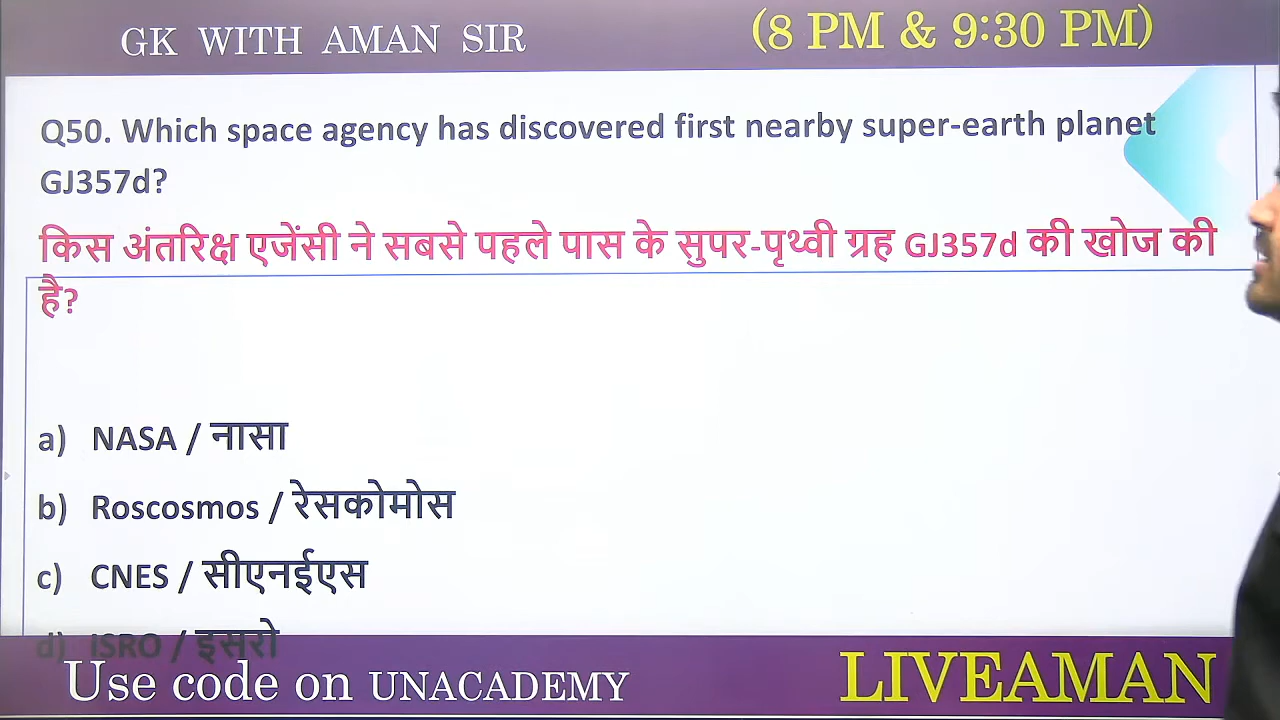 GK WITH AMAN SIR
(8 PM & 9:30 PM)
Q50. Which space agency has discovered first nearby super-earth planet
GJ357d?
किस अंतरिक्ष एजेंसी ने सबसे पहले पास के सुपर-पृथ्वी ग्रह GJ357d की खोज की
है?
a) NASA / नासा
b) Roscosmos / रेसकोमोस
c) CNES / सीएनईएस
d) ISRO / इसरो
Use code on UNACADEMY
LIVEAMAN